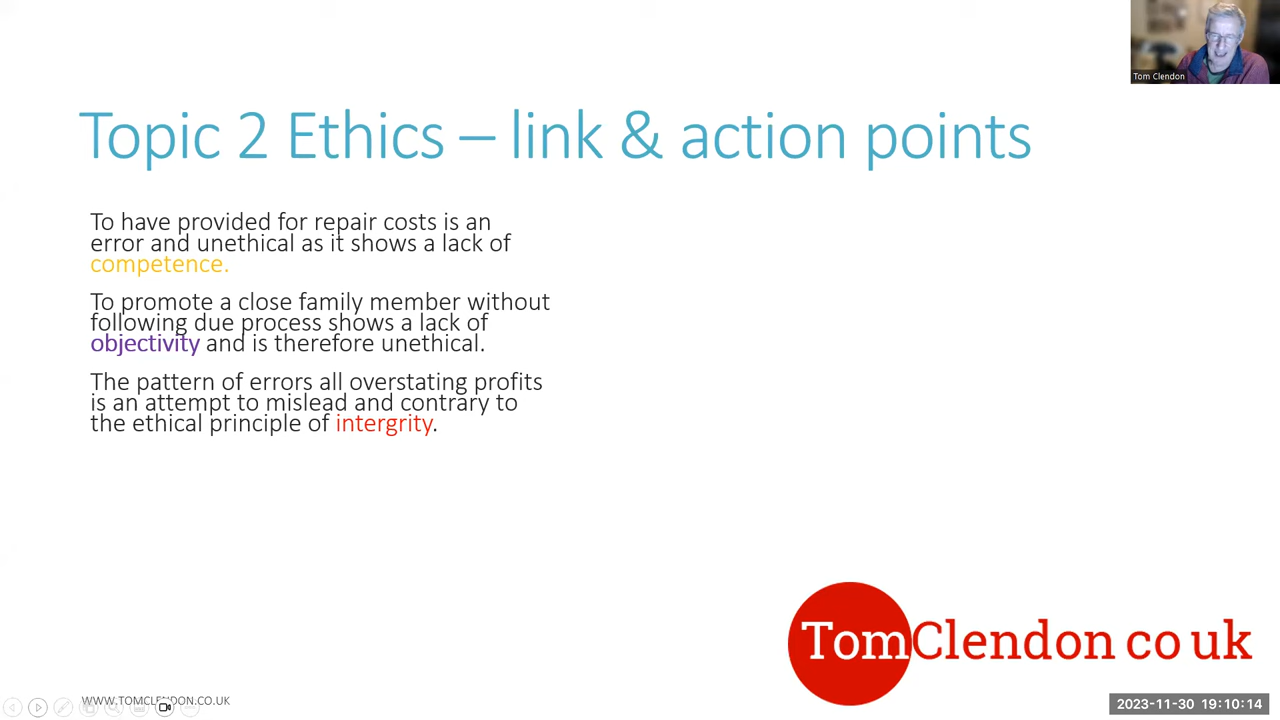 Tom Clendon
Topic 2 Ethics – link & action points
To have provided for repair costs is an
error and unethical as it shows a lack of
competence.
To promote a close family member without
following due process shows a lack of
objectivity and is therefore unethical.
The pattern of errors all overstating profits
is an attempt to mislead and contrary to
the ethical principle of intergrity.
TomClendon co uk
WWW.TOMCLENDON.CO.UK
2023-11-30 19:10:14